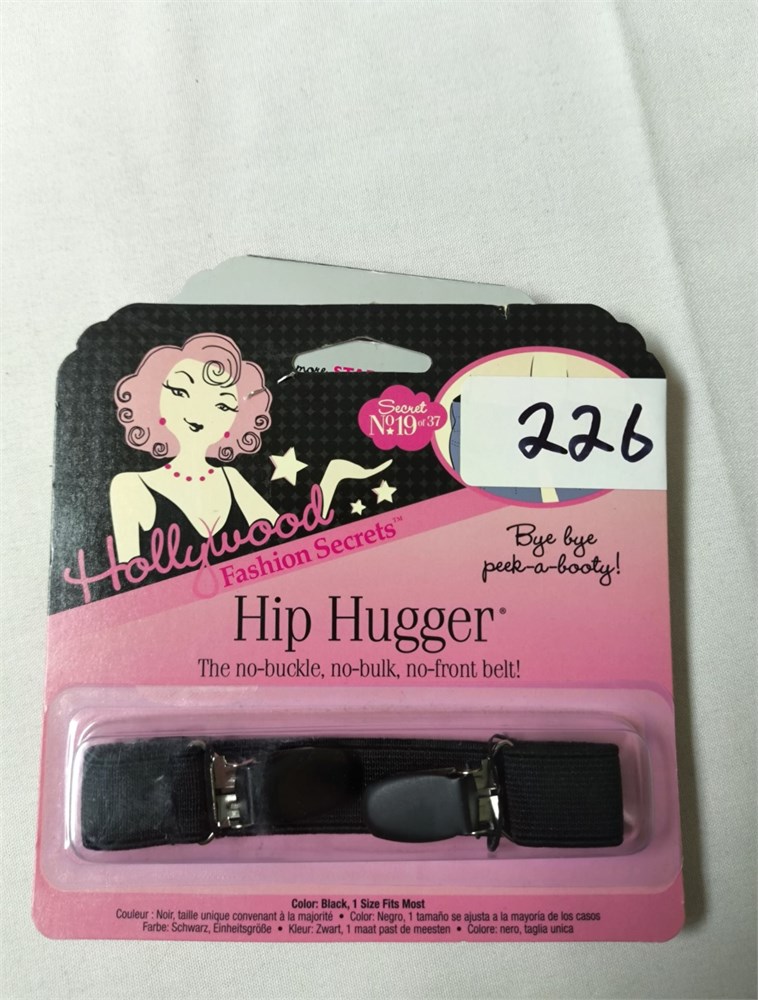 more STA
Secret
No19 of 37
226
Hollywood
Fashion Secrets™
Bye bye
peek-a-booty!
Hip Hugger®
The no-buckle, no-bulk, no-front belt!
Color: Black, 1 Size Fits Most
Couleur : Noir, taille unique convenant à la majorité • Color: Negro, 1 tamaño se ajusta a la mayoria de los casos
Farbe: Schwarz, Einheitsgröße • Kleur: Zwart, 1 maat past de meesten • Colore: nero, taglia unica